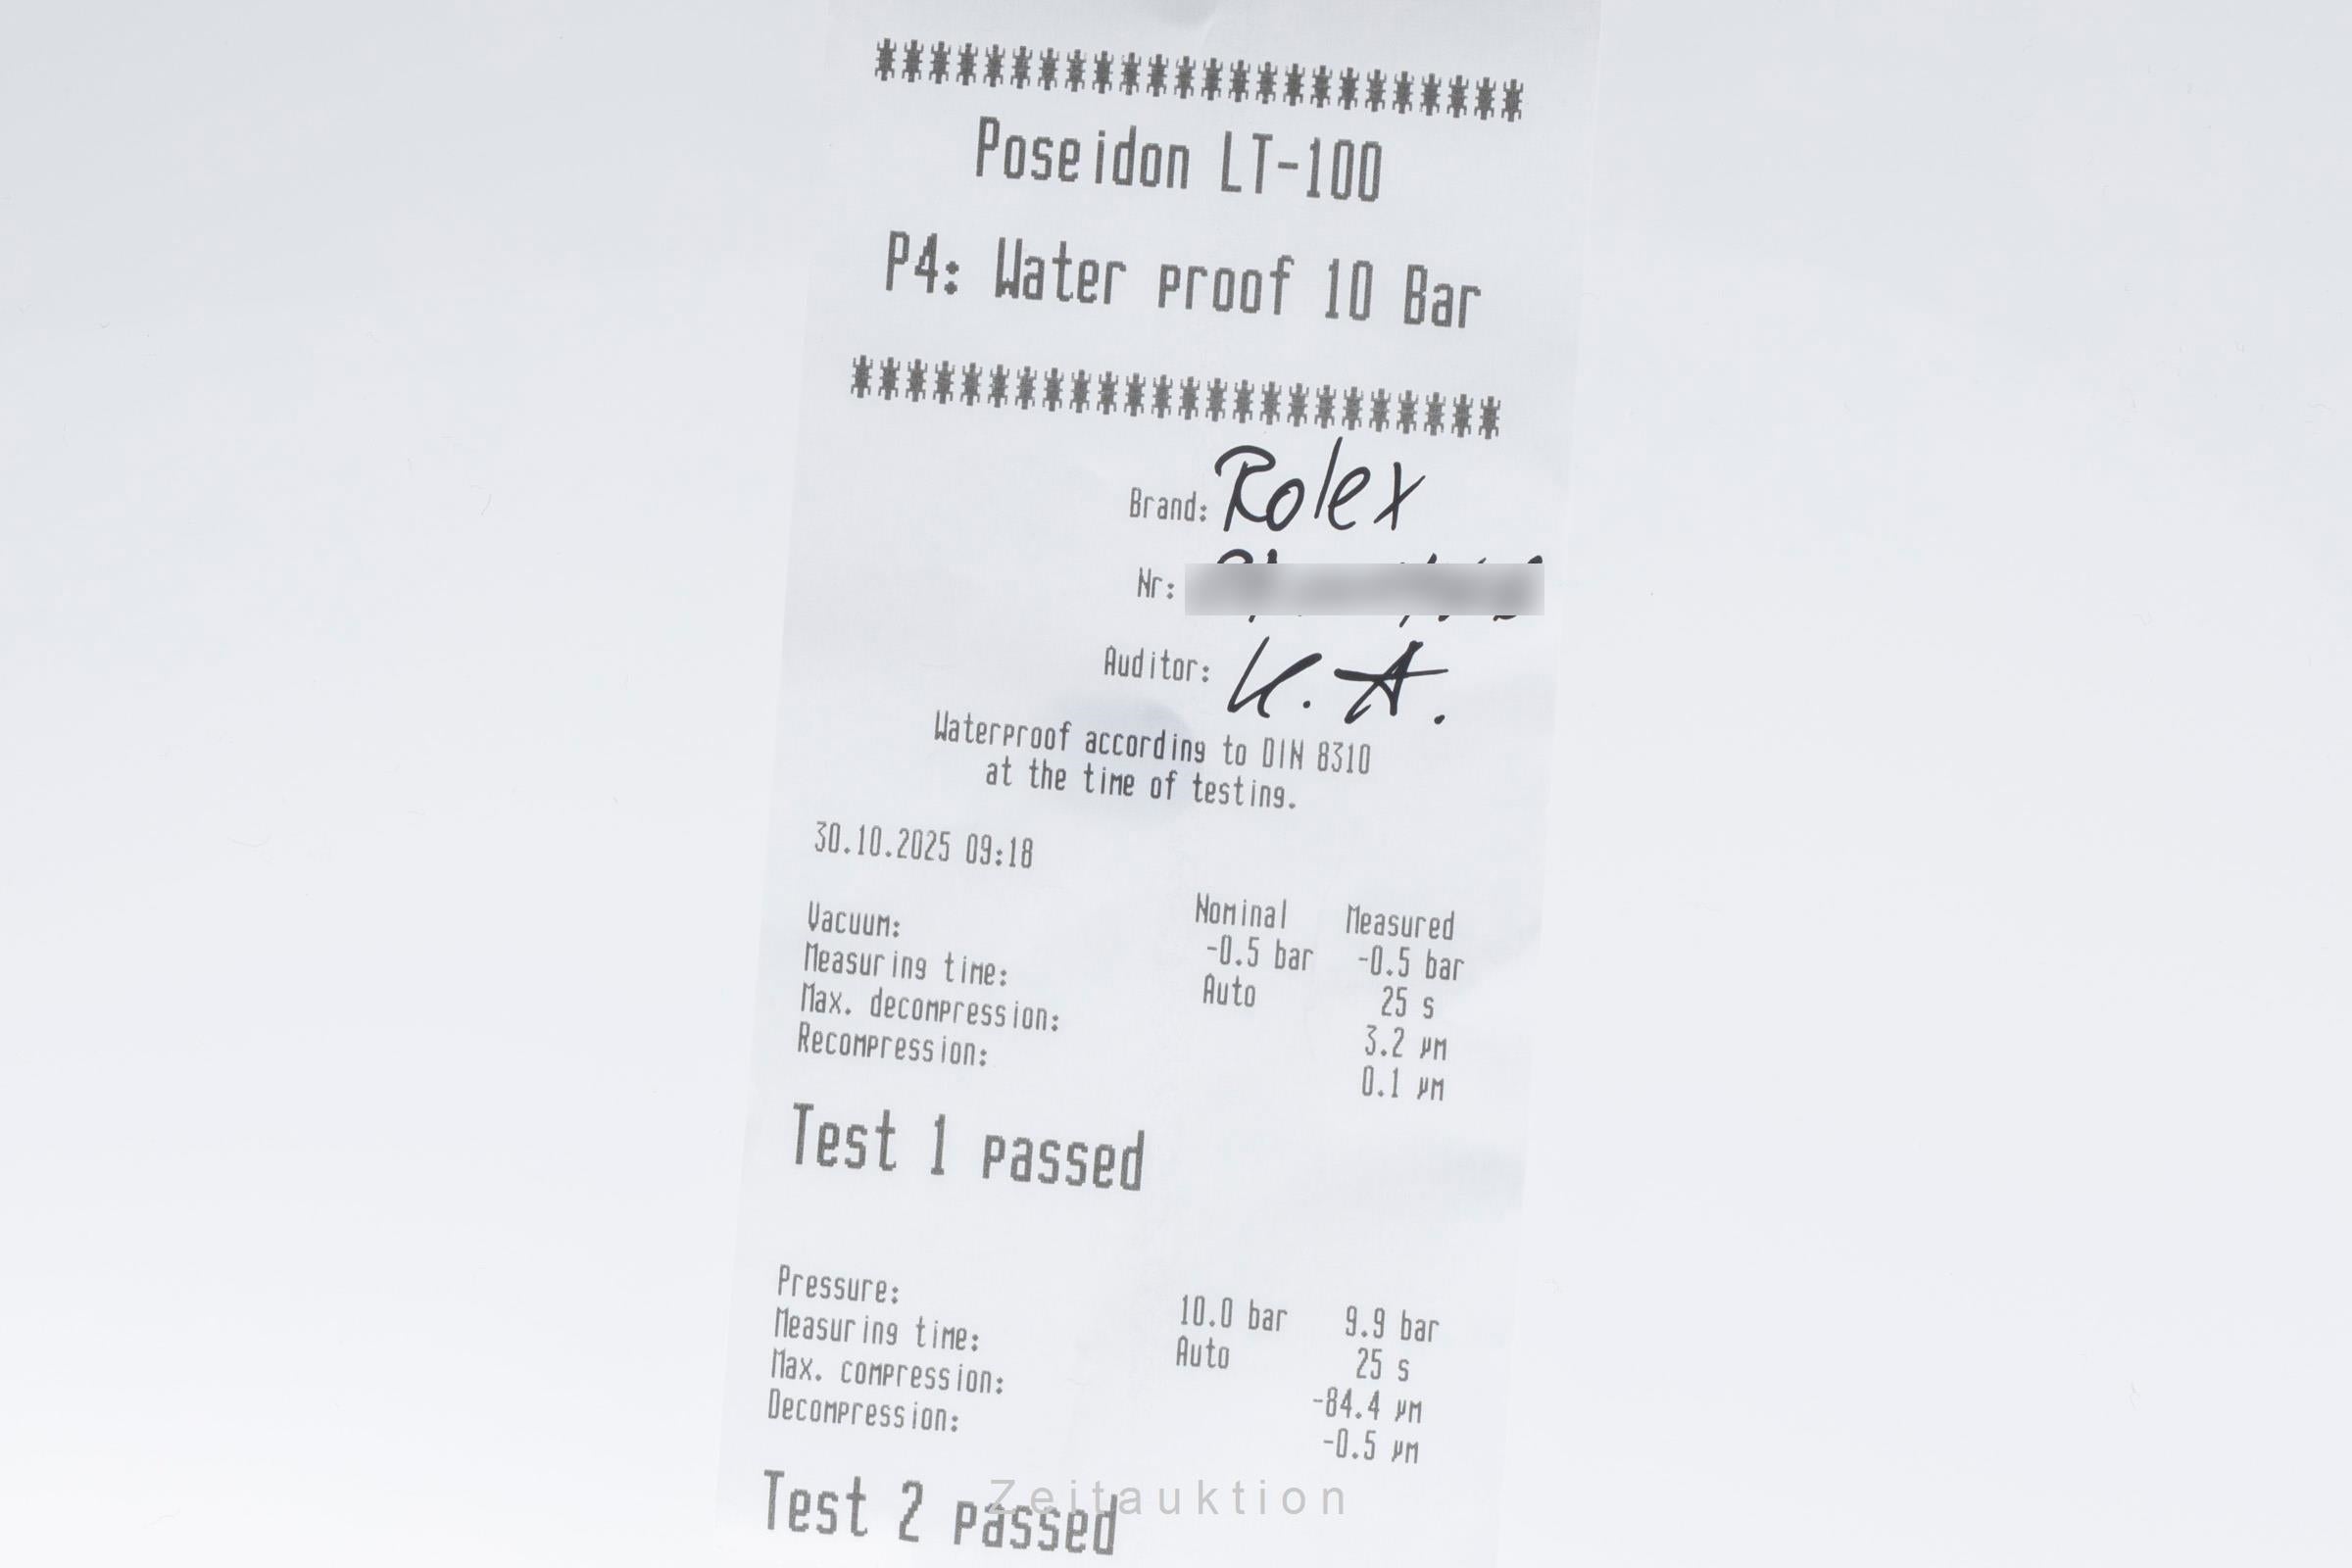 ************************
Poseidon LT-100
P4: Water proof 10 Bar
************************
Brand: Rolex
Nr:
Auditor: K. A.
Waterproof according to DIN 8310
at the time of testing.
30.10.2025 09:18
Nominal Measured
Vacuum: -0.5 bar -0.5 bar
Measuring time: Auto 25 s
Max. decompression: 3.2 µm
Recompression: 0.1 µm
Test 1 passed
Pressure: 10.0 bar 9.9 bar
Measuring time: Auto 25 s
Max. compression: -84.4 µm
Decompression: -0.5 µm
Test 2 passed
Zeitauktion